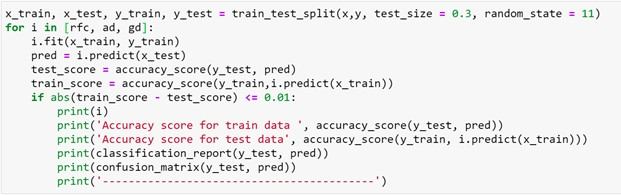 x_train, x_test, y_train, y_test = train_test_split(x,y, test_size = 0.3, random_state = 11)
for i in [rfc, ad, gd]:
    i.fit(x_train, y_train)
    pred = i.predict(x_test)
    test_score = accuracy_score(y_test, pred)
    train_score = accuracy_score(y_train,i.predict(x_train))
    if abs(train_score - test_score) <= 0.01:
        print(i)
        print('Accuracy score for train data ', accuracy_score(y_test, pred))
        print('Accuracy score for test data', accuracy_score(y_train, i.predict(x_train)))
        print(classification_report(y_test, pred))
        print(confusion_matrix(y_test, pred))
        print('-----------------------------------------')